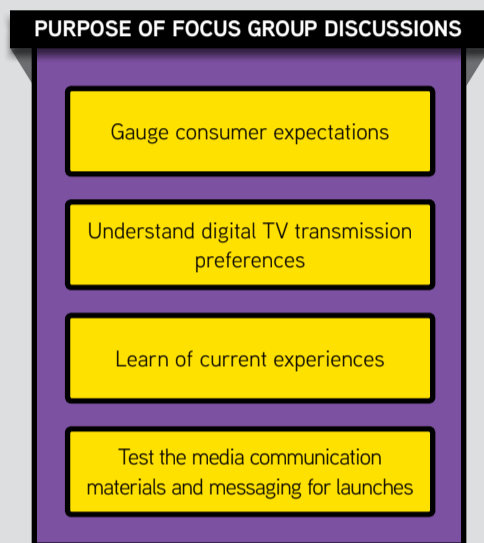 PURPOSE OF FOCUS GROUP DISCUSSIONS
Gauge consumer expectations
Understand digital TV transmission
preferences
Learn of current experiences
Test the media communication
materials and messaging for launches